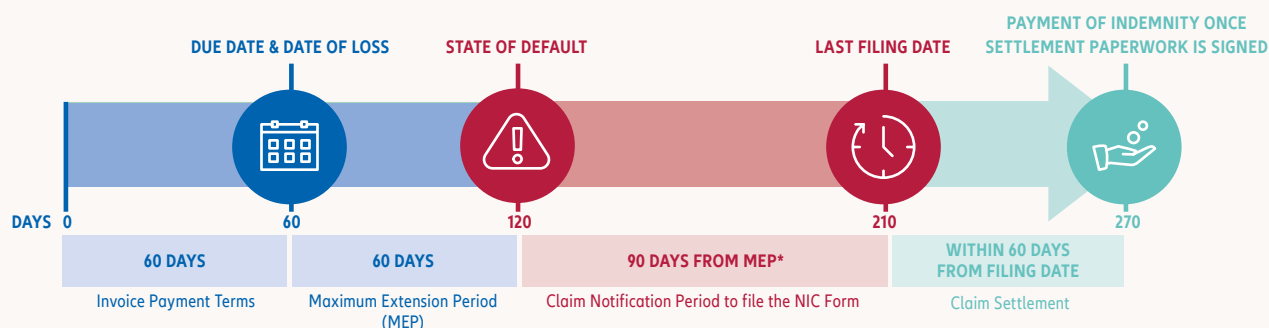 PAYMENT OF INDEMNITY ONCE
DUE DATE & DATE OF LOSS STATE OF DEFAULT LAST FILING DATE SETTLEMENT PAPERWORK IS SIGNED
DAYS 0 60 120 210 270
60 DAYS 60 DAYS 90 DAYS FROM MEP* WITHIN 60 DAYS
FROM FILING DATE
Invoice Payment Terms Maximum Extension Period Claim Notification Period to file the NIC Form Claim Settlement
(MEP)